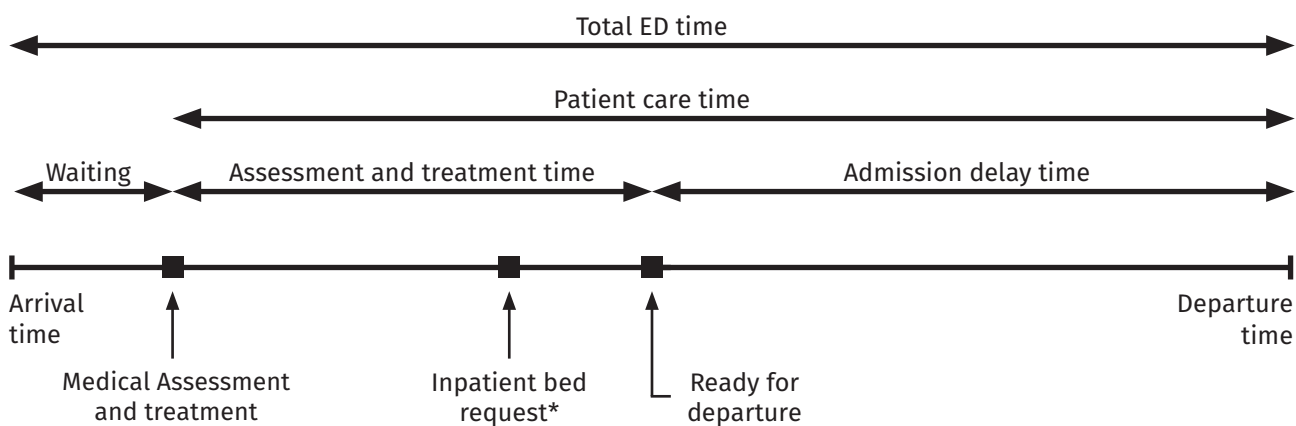 Total ED time
Patient care time
Waiting
Assessment and treatment time
Admission delay time
Arrival
time
Departure
time
Medical Assessment
and treatment
Inpatient bed
request*
Ready for
departure